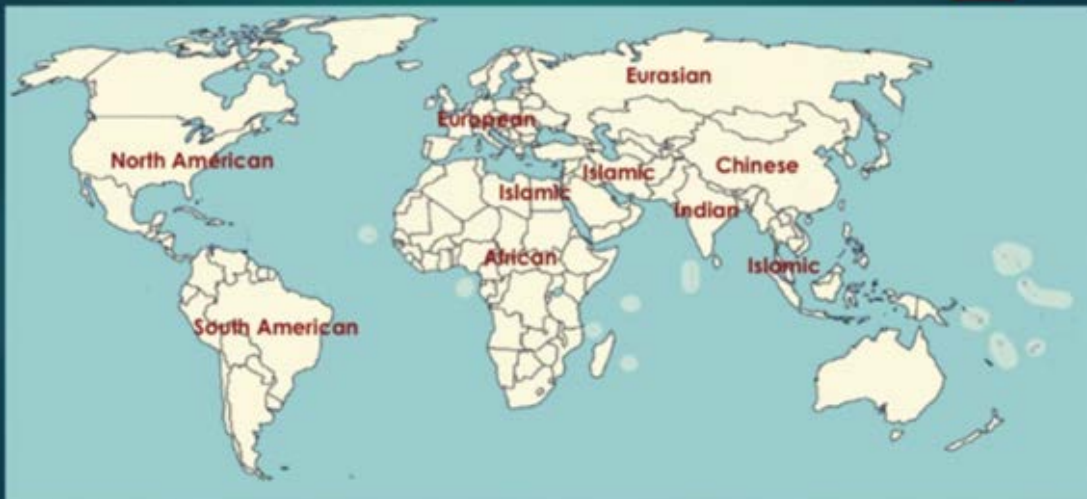 Eurasian
European
North American
Islamic
Chinese
Islamic
Indian
African
Islamic
South American